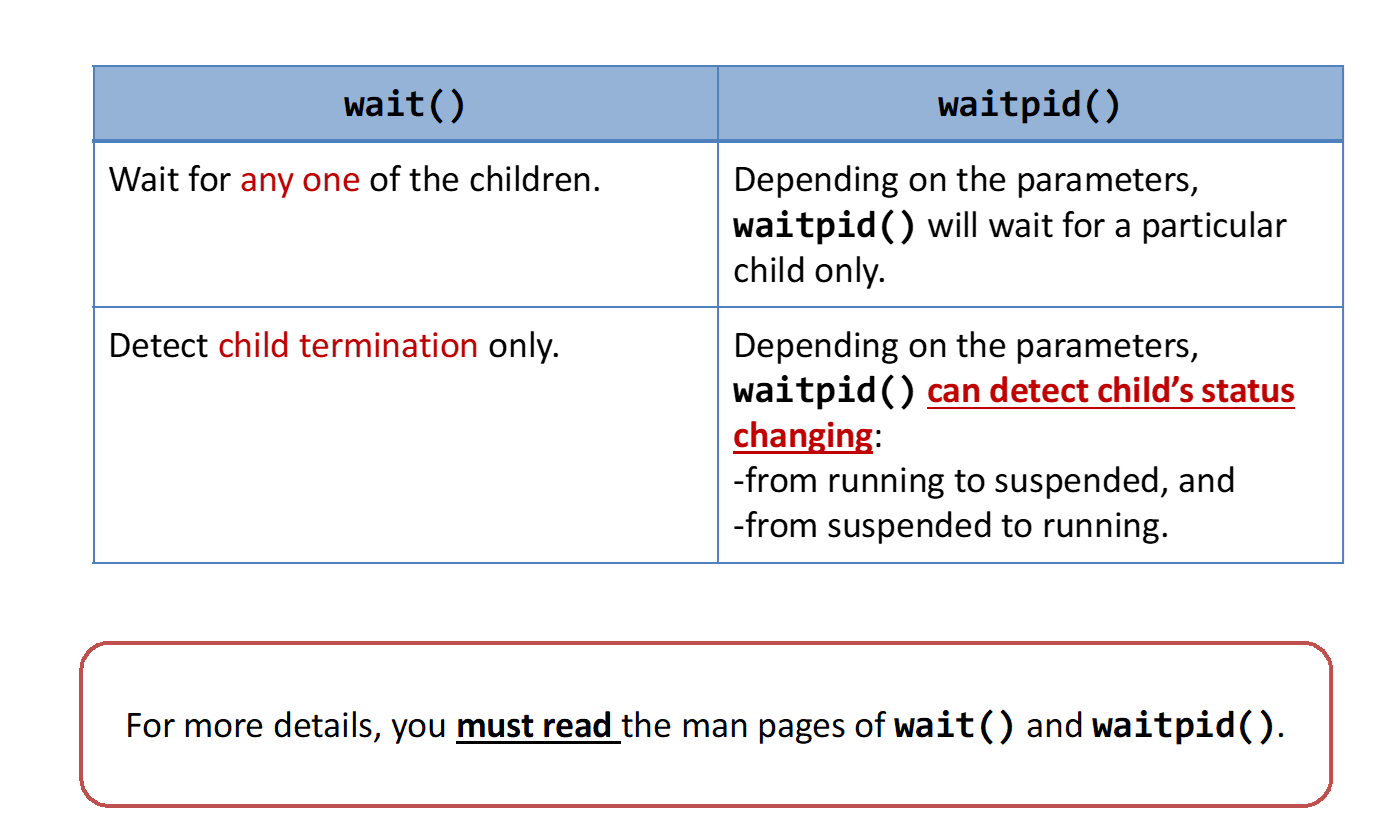 wait()
waitpid()
Wait for any one of the children.
Depending on the parameters,
waitpid() will wait for a particular
child only.
Detect child termination only.
Depending on the parameters,
waitpid() can detect child’s status
changing:
-from running to suspended, and
-from suspended to running.
For more details, you must read the man pages of wait() and waitpid().